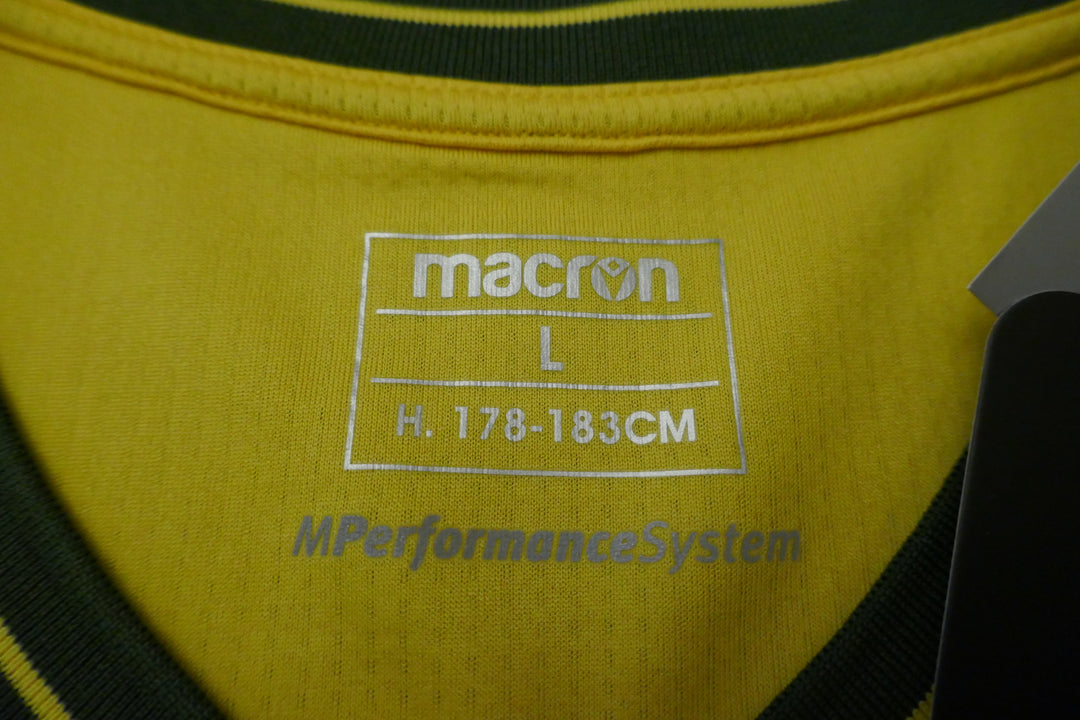 macron
L
H. 178-183CM
MPerformanceSystem